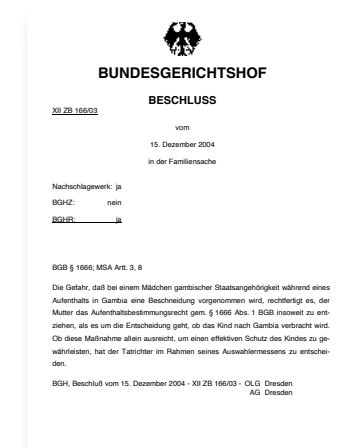 BUNDESGERICHTSHOF
BESCHLUSS
XII ZB 166/03
vom
15. Dezember 2004
in der Familiensache
Nachschlagewerk: ja
BGHZ: nein
BGHR: ja
BGB § 1666; MSA Artt. 3, 8
Die Gefahr, daß bei einem Mädchen gambischer Staatsangehörigkeit während eines
Aufenthalts in Gambia eine Beschneidung vorgenommen wird, rechtfertigt es, der
Mutter das Aufenthaltsbestimmungsrecht gem. § 1666 Abs. 1 BGB insoweit zu ent-
ziehen, als es um die Entscheidung geht, ob das Kind nach Gambia verbracht wird.
Ob diese Maßnahme allein ausreicht, um einen effektiven Schutz des Kindes zu ge-
währleisten, hat der Tatrichter im Rahmen seines Auswahlermessens zu entschei-
den.
BGH, Beschluß vom 15. Dezember 2004 - XII ZB 166/03 - OLG Dresden
AG Dresden